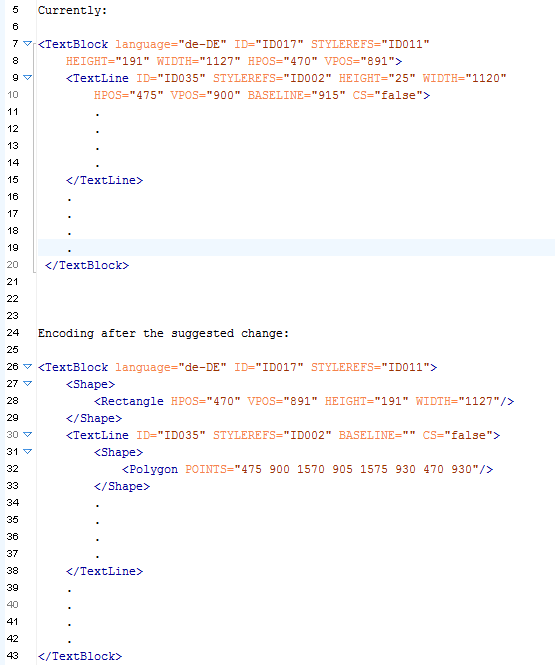 5 Currently:
6
7 <TextBlock language="de-DE" ID="ID017" STYLEREFS="ID011"
8 HEIGHT="191" WIDTH="1127" HPOS="470" VPOS="891">
9 <TextLine ID="ID035" STYLEREFS="ID002" HEIGHT="25" WIDTH="1120"
10 HPOS="475" VPOS="900" BASELINE="915" CS="false">
11 .
12 .
13 .
14 .
15 </TextLine>
16 .
17 .
18 .
19 .
20 </TextBlock>
21
22
23
24 Encoding after the suggested change:
25
26 <TextBlock language="de-DE" ID="ID017" STYLEREFS="ID011">
27 <Shape>
28 <Rectangle HPOS="470" VPOS="891" HEIGHT="191" WIDTH="1127"/>
29 </Shape>
30 <TextLine ID="ID035" STYLEREFS="ID002" BASELINE="" CS="false">
31 <Shape>
32 <Polygon POINTS="475 900 1570 905 1575 930 470 930"/>
33 </Shape>
34 .
35 .
36 .
37 .
38 </TextLine>
39 .
40 .
41 .
42 .
43 </TextBlock>